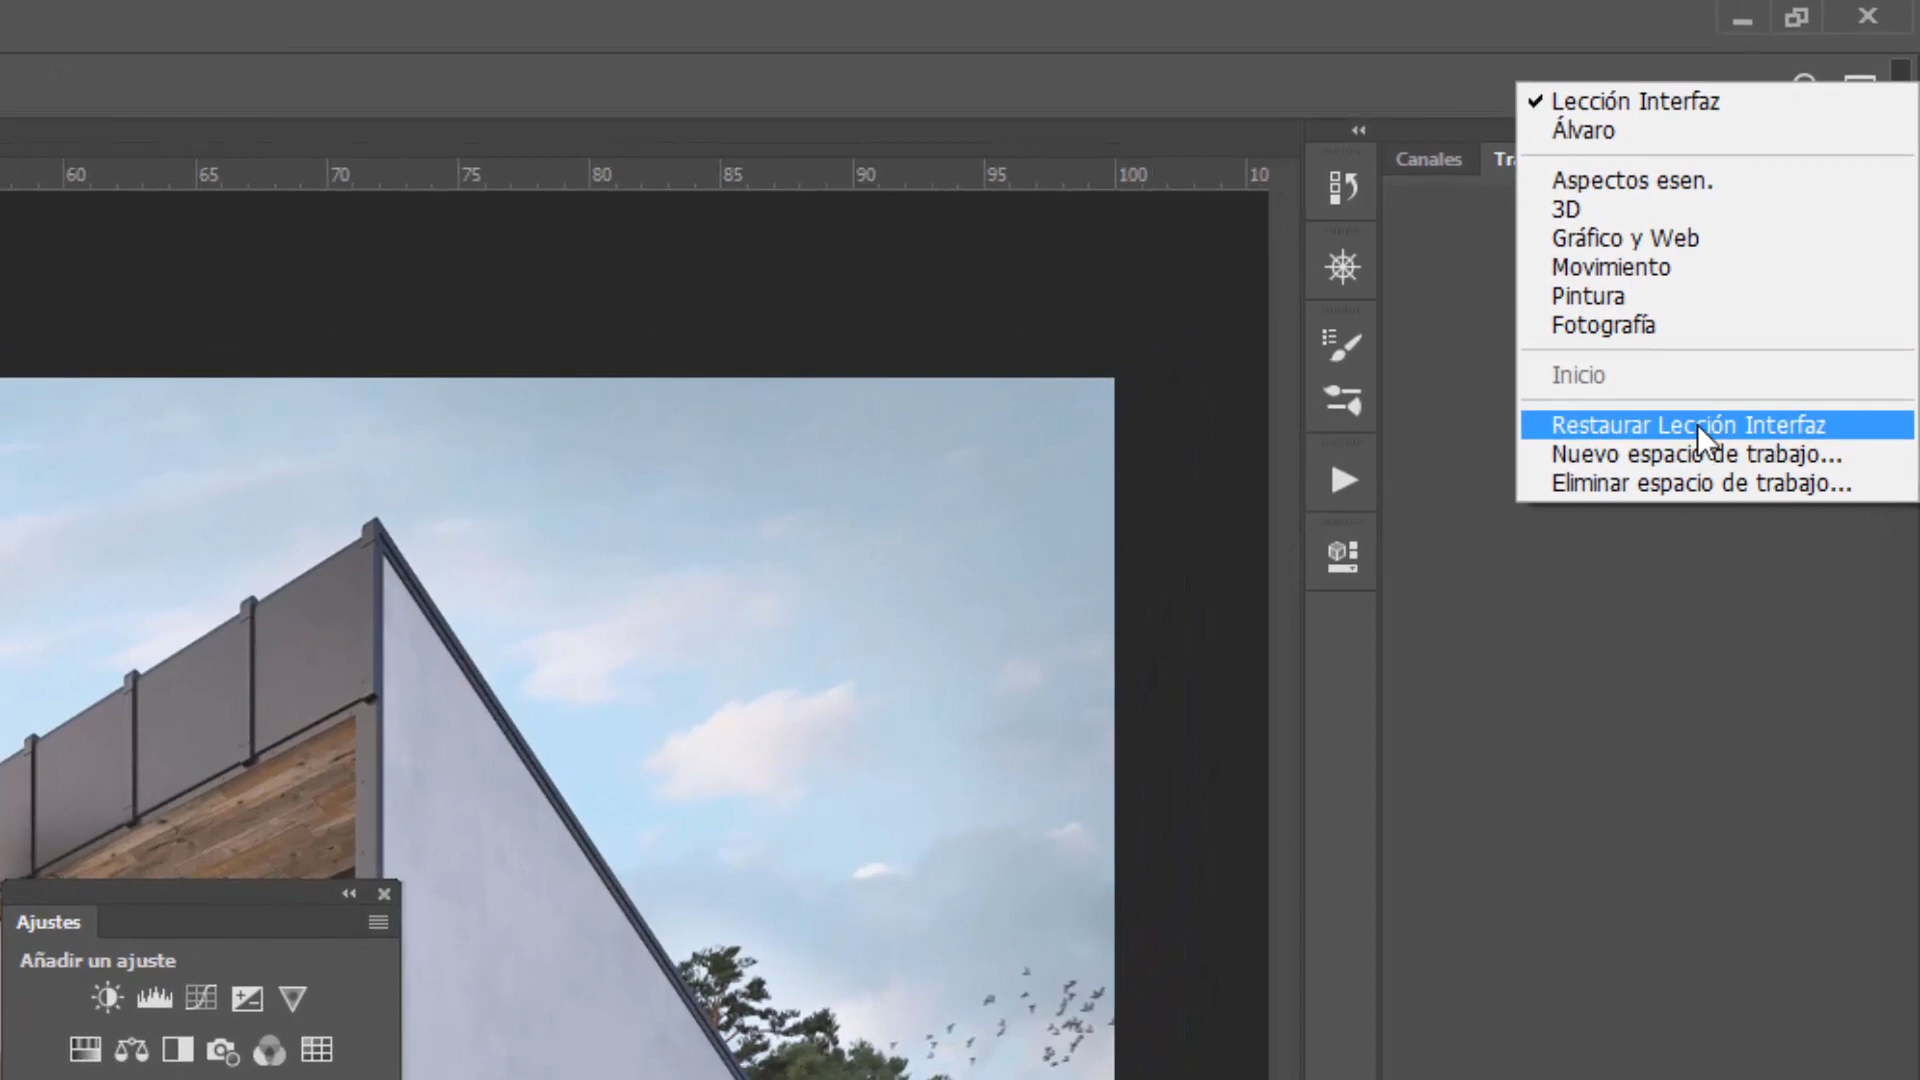 Lección Interfaz
Álvaro
60 65 70 75 80 85 90 95 100 10
Canales
Aspectos esen.
3D
Gráfico y Web
Movimiento
Pintura
Fotografía
Inicio
Restaurar Lección Interfaz
Nuevo espacio de trabajo...
Eliminar espacio de trabajo...
Ajustes
Añadir un ajuste